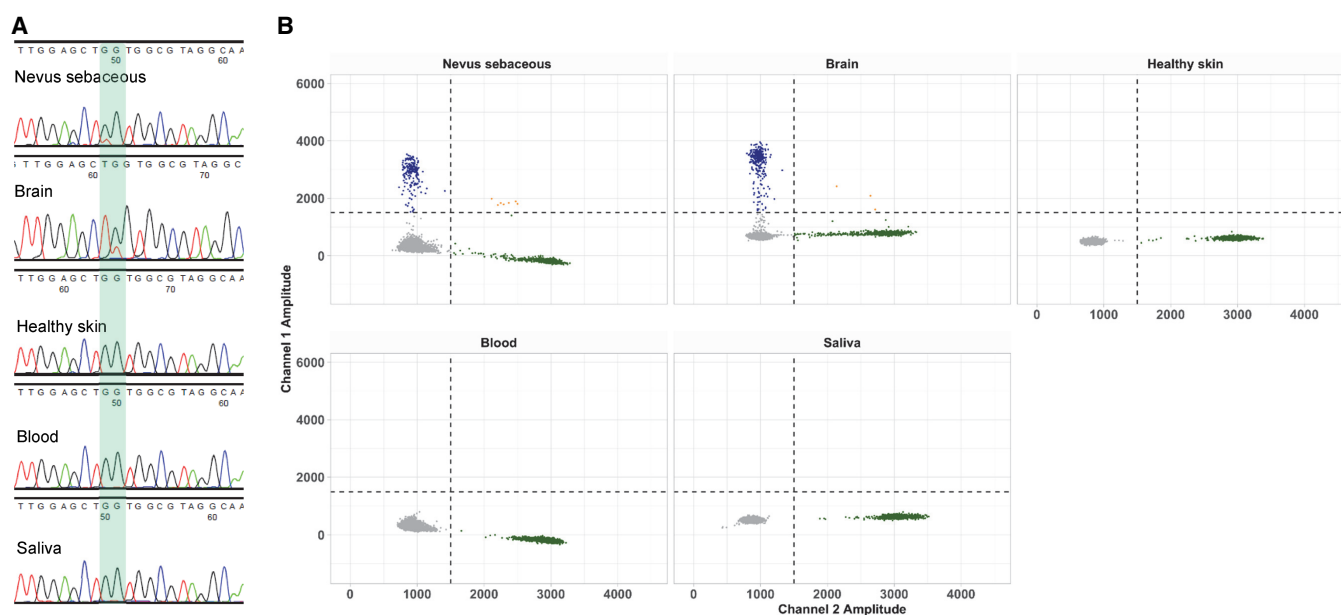 A
T T G G A G C T G G T G G C G T A G G C A A
50 60
Nevus sebaceous
T T G G A G C T G G T G G C G T A G G C
60 70
Brain
T T G G A G C T G G T G G C G T A G G C A A
60 70
Healthy skin
T T G G A G C T G G T G G C G T A G G C A A
50 60
Blood
T T G G A G C T G G T G G C G T A G G C A A
50 60
Saliva
B
Nevus sebaceous Brain Healthy skin
6000
4000
2000
0
0 1000 2000 3000 4000
Blood Saliva
6000
4000
2000
0
0 1000 2000 3000 4000 0 1000 2000 3000 4000
Channel 1 Amplitude
Channel 2 Amplitude